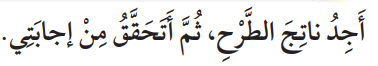 أَجِدُ ناتِجَ الطَّرْحِ، ثُمَّ أَتَحَقَّقُ مِنْ إجابَتِي.